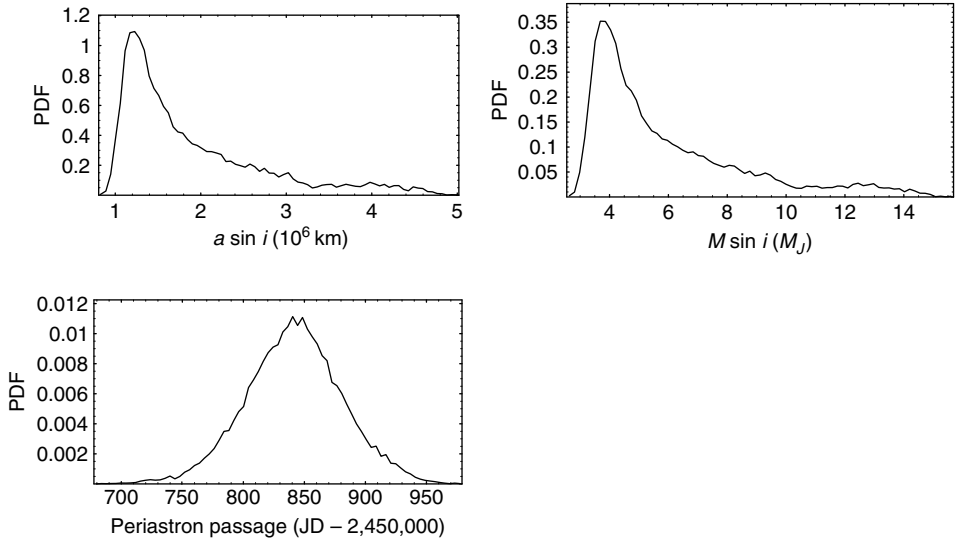 1.2
1
0.8
0.6
0.4
0.2
PDF
1 2 3 4 5
a sin i (10⁶ km)
0.35
0.3
0.25
0.2
0.15
0.1
0.05
PDF
4 6 8 10 12 14
M sin i (M_J)
0.012
0.01
0.008
0.006
0.004
0.002
PDF
700 750 800 850 900 950
Periastron passage (JD – 2,450,000)